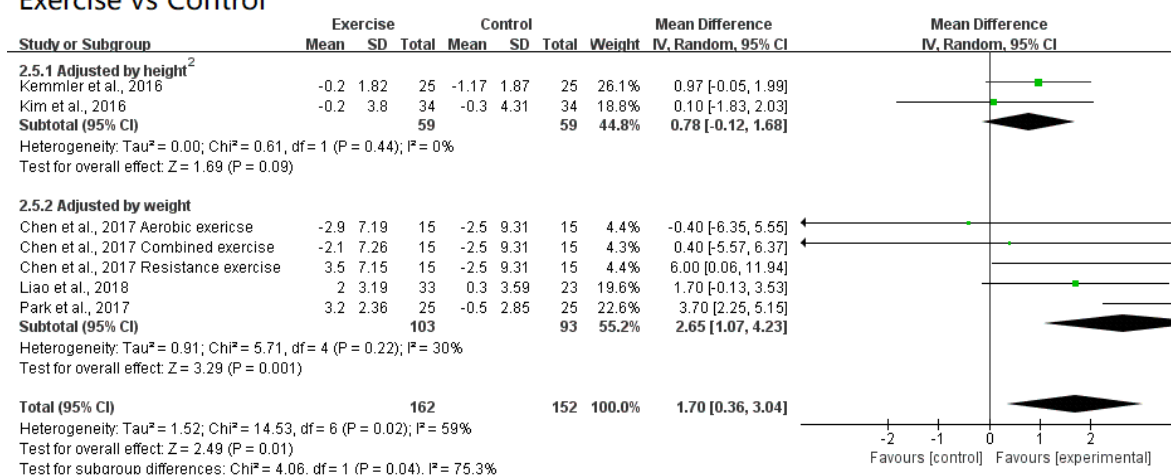 Exercise vs Control
Exercise Control Mean Difference Mean Difference
Study or Subgroup Mean SD Total Mean SD Total Weight IV, Random, 95% CI IV, Random, 95% CI
2.5.1 Adjusted by height²
Kemmler et al., 2016 -0.2 1.82 25 -1.17 1.87 25 26.1% 0.97 [-0.05, 1.99]
Kim et al., 2016 -0.2 3.8 34 -0.3 4.31 34 18.8% 0.10 [-1.83, 2.03]
Subtotal (95% CI) 59 59 44.8% 0.78 [-0.12, 1.68]
Heterogeneity: Tau² = 0.00; Chi² = 0.61, df = 1 (P = 0.44); I² = 0%
Test for overall effect: Z = 1.69 (P = 0.09)
2.5.2 Adjusted by weight
Chen et al., 2017 Aerobic exericse -2.9 7.19 15 -2.5 9.31 15 4.4% -0.40 [-6.35, 5.55]
Chen et al., 2017 Combined exercise -2.1 7.26 15 -2.5 9.31 15 4.3% 0.40 [-5.57, 6.37]
Chen et al., 2017 Resistance exercise 3.5 7.15 15 -2.5 9.31 15 4.4% 6.00 [0.06, 11.94]
Liao et al., 2018 2 3.19 33 0.3 3.59 23 19.6% 1.70 [-0.13, 3.53]
Park et al., 2017 3.2 2.36 25 -0.5 2.85 25 22.6% 3.70 [2.25, 5.15]
Subtotal (95% CI) 103 93 55.2% 2.65 [1.07, 4.23]
Heterogeneity: Tau² = 0.91; Chi² = 5.71, df = 4 (P = 0.22); I² = 30%
Test for overall effect: Z = 3.29 (P = 0.001)
Total (95% CI) 162 152 100.0% 1.70 [0.36, 3.04]
Heterogeneity: Tau² = 1.52; Chi² = 14.53, df = 6 (P = 0.02); I² = 59%
Test for overall effect: Z = 2.49 (P = 0.01)
Test for subgroup differences: Chi² = 4.06, df = 1 (P = 0.04), I² = 75.3%
-2 -1 0 1 2
Favours [control] Favours [experimental]